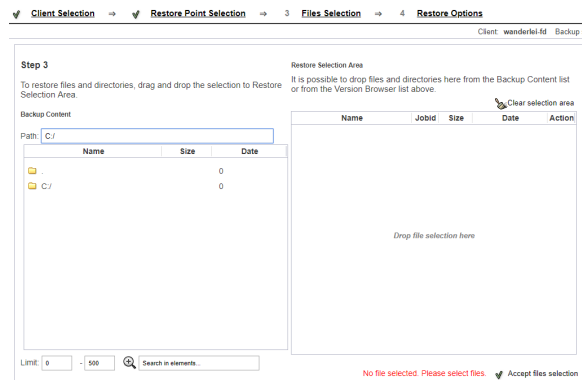 Client Selection ⇒ Restore Point Selection ⇒ 3 Files Selection ⇒ 4 Restore Options
Client: wanderlei-fd Backup
Step 3
To restore files and directories, drag and drop the selection to Restore
Selection Area.
Backup Content
Path: C:/
Name Size Date
. 0
C:/ 0
Limit: 0 - 500 Search in elements...
Restore Selection Area
It is possible to drop files and directories here from the Backup Content list
or from the Version Browser list above.
Clear selection area
Name Jobid Size Date Action
Drop file selection here
No file selected. Please select files. Accept files selection